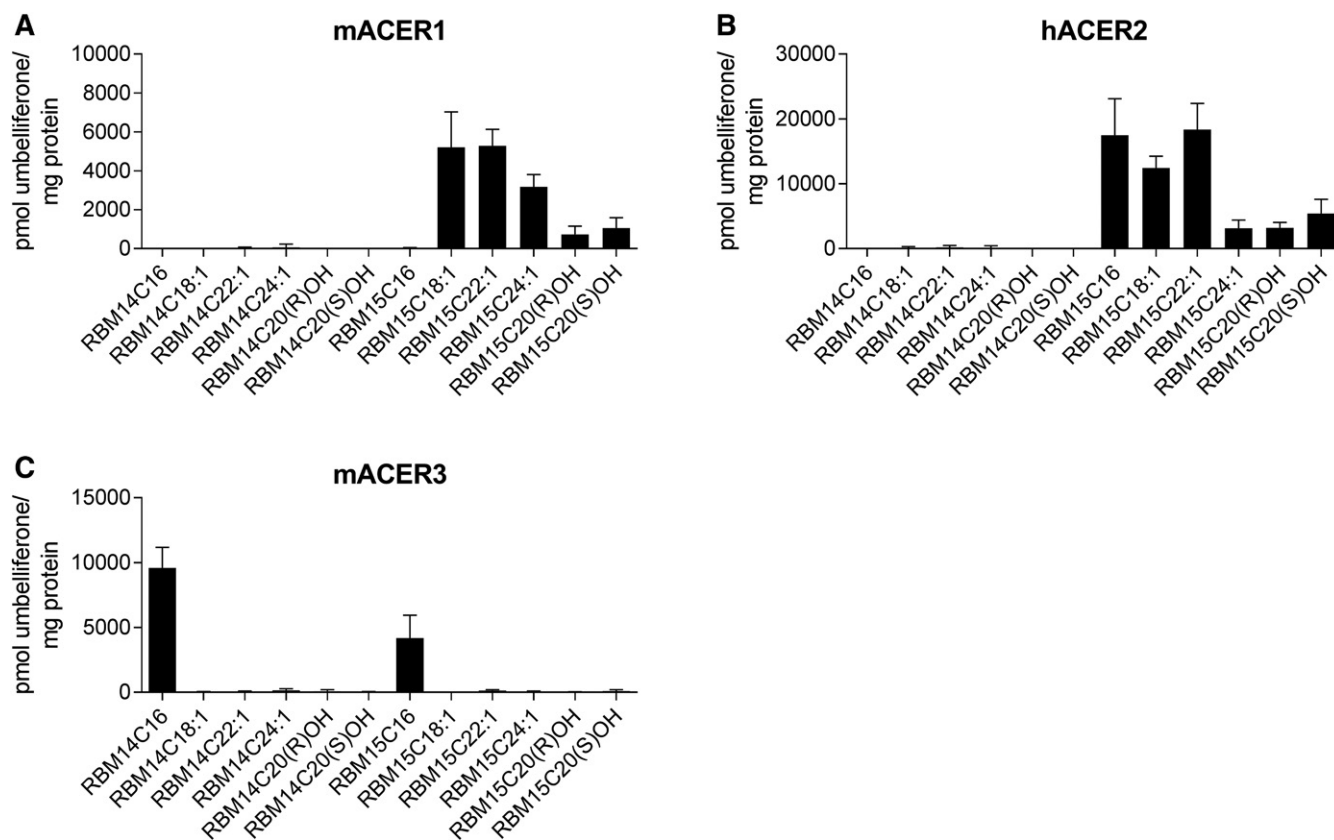 A
mACER1
pmol umbelliferone/
mg protein
10000
8000
6000
4000
2000
0
RBM14C16
RBM14C18:1
RBM14C22:1
RBM14C24:1
RBM14C20(R)OH
RBM14C20(S)OH
RBM15C16
RBM15C18:1
RBM15C22:1
RBM15C24:1
RBM15C20(R)OH
RBM15C20(S)OH
B
hACER2
pmol umbelliferone/
mg protein
30000
20000
10000
0
RBM14C16
RBM14C18:1
RBM14C22:1
RBM14C24:1
RBM14C20(R)OH
RBM14C20(S)OH
RBM15C16
RBM15C18:1
RBM15C22:1
RBM15C24:1
RBM15C20(R)OH
RBM15C20(S)OH
C
mACER3
pmol umbelliferone/
mg protein
15000
10000
5000
0
RBM14C16
RBM14C18:1
RBM14C22:1
RBM14C24:1
RBM14C20(R)OH
RBM14C20(S)OH
RBM15C16
RBM15C18:1
RBM15C22:1
RBM15C24:1
RBM15C20(R)OH
RBM15C20(S)OH